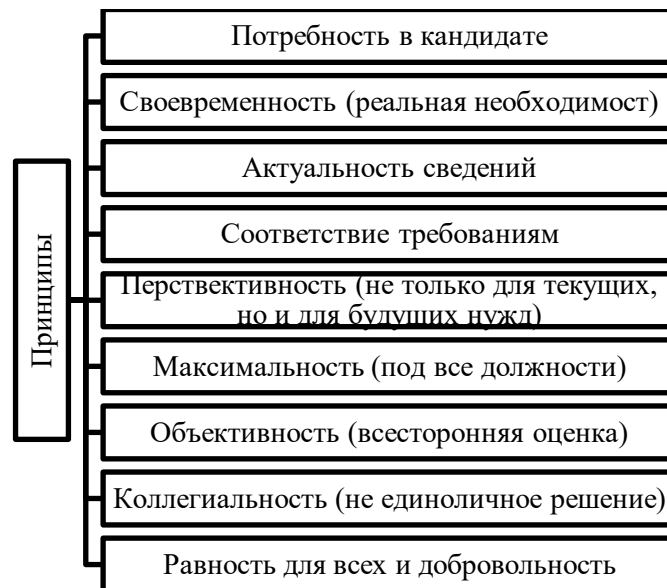 Принципы
Потребность в кандидате
Своевременность (реальная необходимост)
Актуальность сведений
Соответствие требованиям
Перствективность (не только для текущих,
но и для будущих нужд)
Максимальность (под все должности)
Объективность (всесторонняя оценка)
Коллегиальность (не единоличное решение)
Равность для всех и добровольность